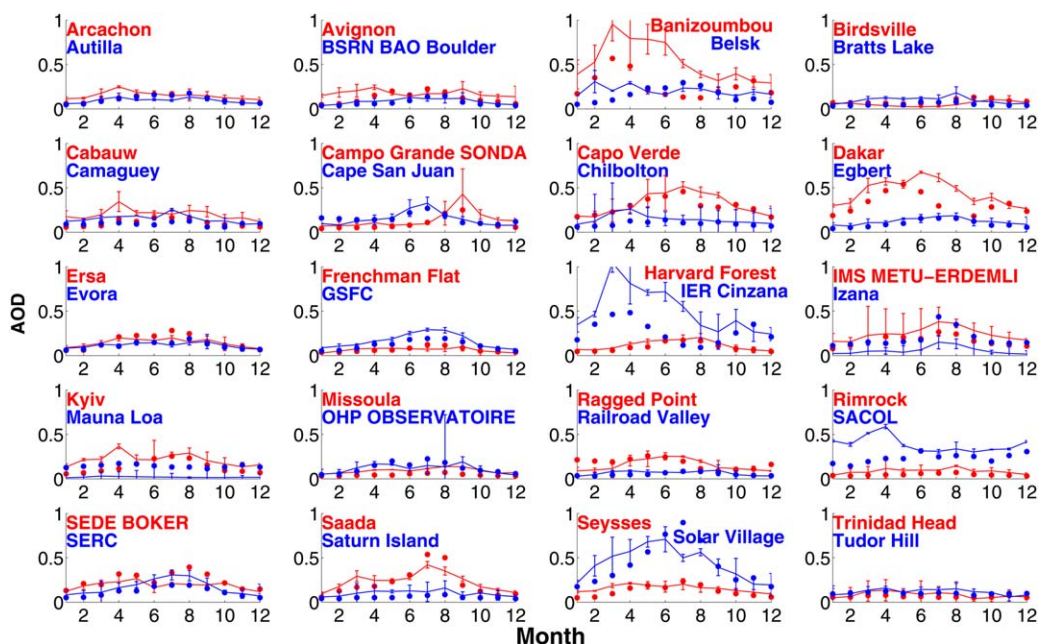 1 Arcachon
Autilla
0.5
0
2 4 6 8 10 12
1 Avignon
BSRN BAO Boulder
0.5
0
2 4 6 8 10 12
1 Banizoumbou
Belsk
0.5
0
2 4 6 8 10 12
1 Birdsville
Bratts Lake
0.5
0
2 4 6 8 10 12
1 Cabauw
Camaguey
0.5
0
2 4 6 8 10 12
1 Campo Grande SONDA
Cape San Juan
0.5
0
2 4 6 8 10 12
1 Capo Verde
Chilbolton
0.5
0
2 4 6 8 10 12
1 Dakar
Egbert
0.5
0
2 4 6 8 10 12
AOD
1 Ersa
Evora
0.5
0
2 4 6 8 10 12
1 Frenchman Flat
GSFC
0.5
0
2 4 6 8 10 12
1 Harvard Forest
IER Cinzana
0.5
0
2 4 6 8 10 12
1 IMS METU−ERDEMLI
Izana
0.5
0
2 4 6 8 10 12
1 Kyiv
Mauna Loa
0.5
0
2 4 6 8 10 12
1 Missoula
OHP OBSERVATOIRE
0.5
0
2 4 6 8 10 12
1 Ragged Point
Railroad Valley
0.5
0
2 4 6 8 10 12
1 Rimrock
SACOL
0.5
0
2 4 6 8 10 12
1 SEDE BOKER
SERC
0.5
0
2 4 6 8 10 12
1 Saada
Saturn Island
0.5
0
2 4 6 8 10 12
1 Seysses
Solar Village
0.5
0
2 4 6 8 10 12
1 Trinidad Head
Tudor Hill
0.5
0
2 4 6 8 10 12
Month